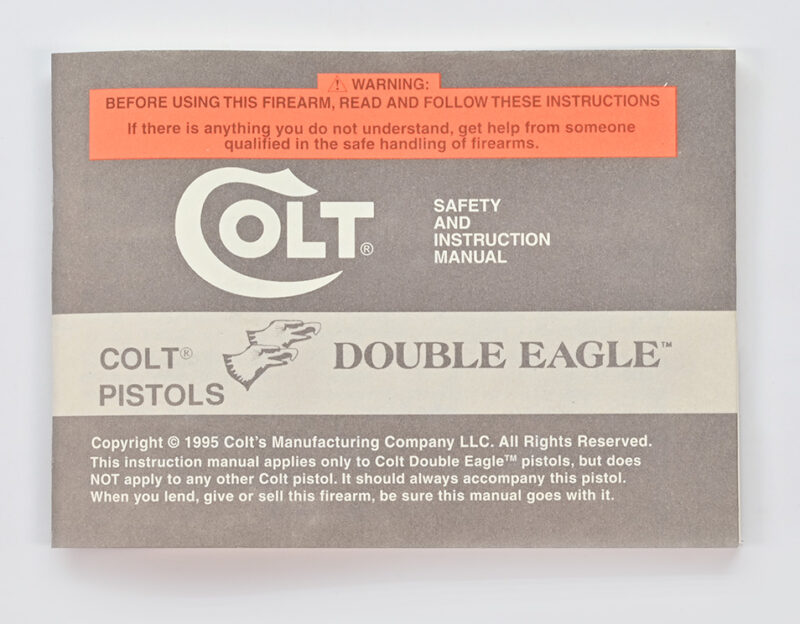 ⚠ WARNING:
BEFORE USING THIS FIREARM, READ AND FOLLOW THESE INSTRUCTIONS
If there is anything you do not understand, get help from someone
qualified in the safe handling of firearms.
COLT®
SAFETY
AND
INSTRUCTION
MANUAL
COLT®
PISTOLS
DOUBLE EAGLE™
Copyright © 1995 Colt's Manufacturing Company LLC. All Rights Reserved.
This instruction manual applies only to Colt Double Eagle™ pistols, but does
NOT apply to any other Colt pistol. It should always accompany this pistol.
When you lend, give or sell this firearm, be sure this manual goes with it.